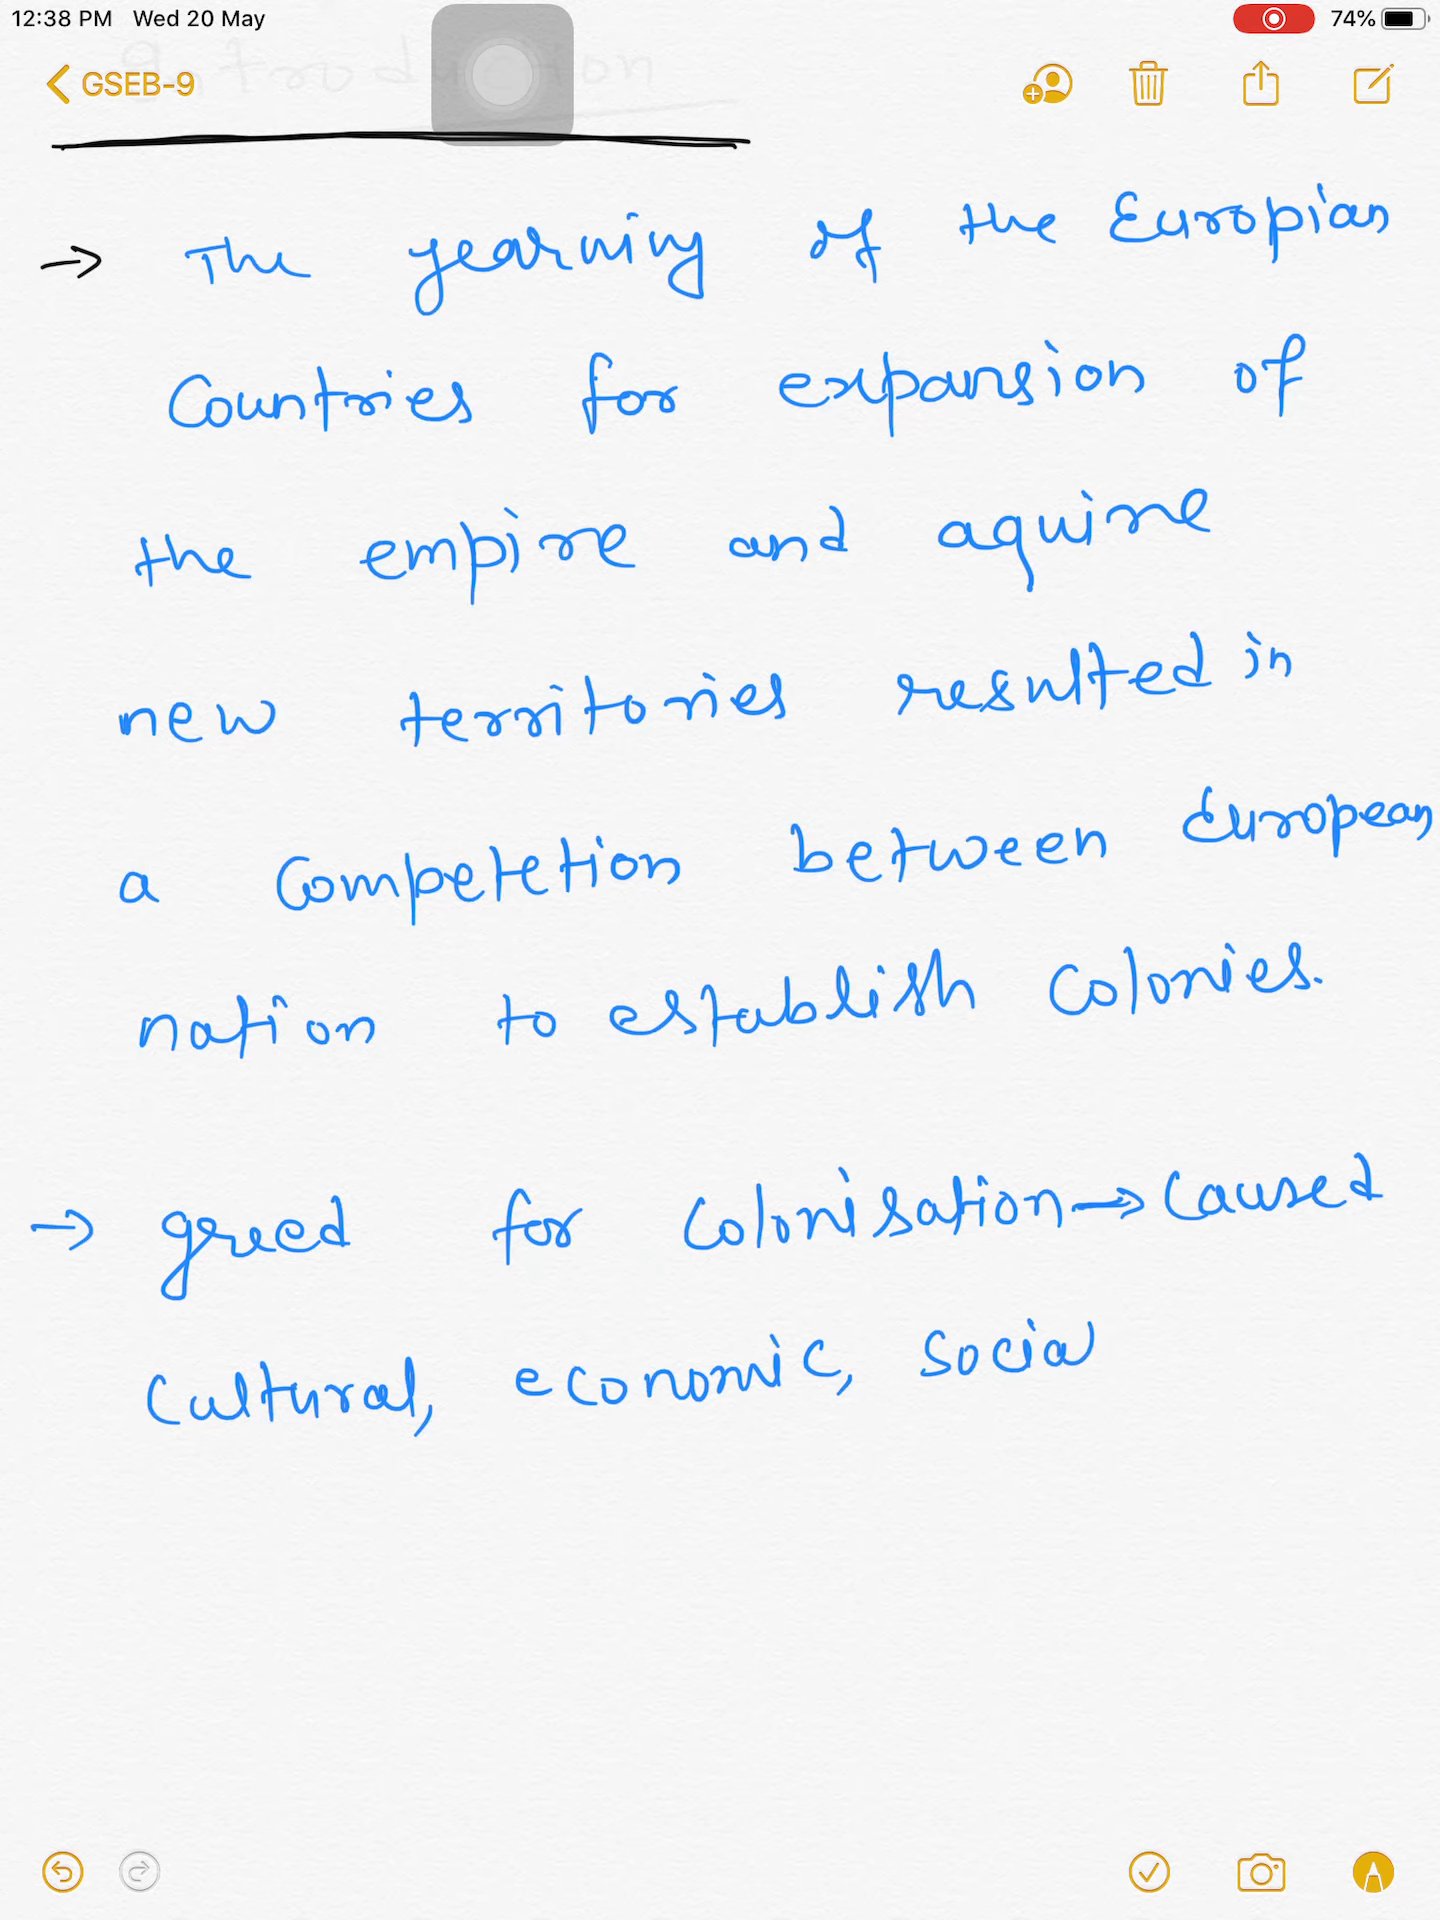 12:38 PM Wed 20 May 74%
GSEB-9
Introduction
→ The yearning of the Europian
Countries for expansion of
the empire and aquire
new territories resulted in
a Competetion between European
nation to establish Colonies.
→ greed for Colonisation → Caused
Cultural, economic, Social